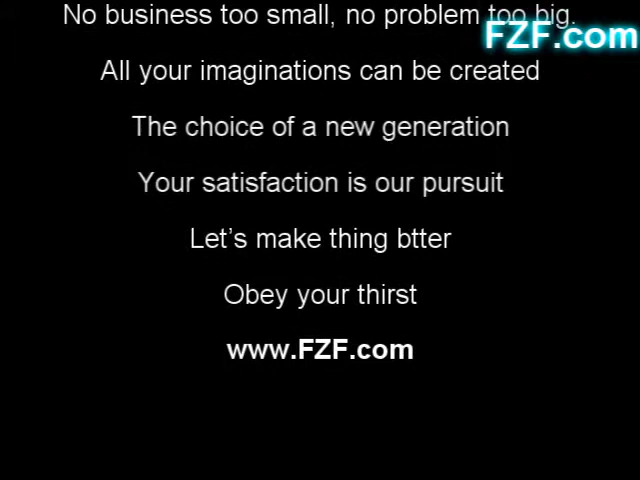 No business too small, no problem too big.
FZF.com
All your imaginations can be created
The choice of a new generation
Your satisfaction is our pursuit
Let’s make thing btter
Obey your thirst
www.FZF.com